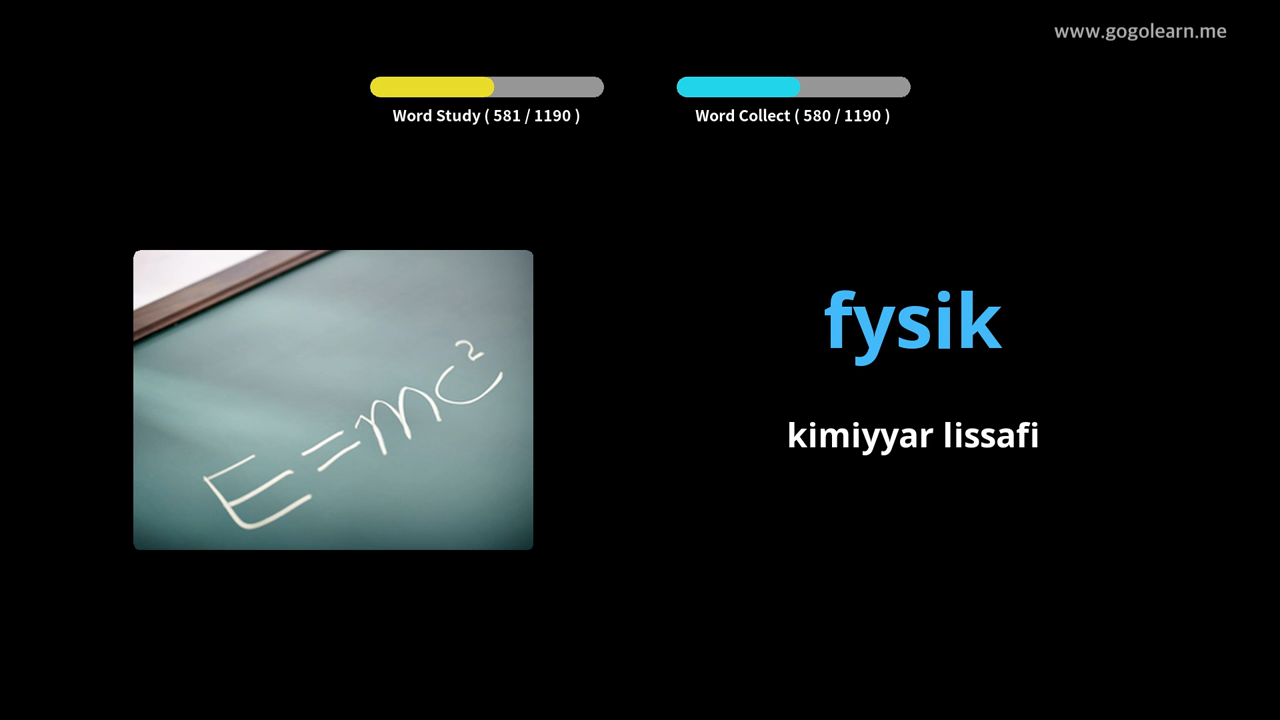 www.gogolearn.me
Word Study ( 581 / 1190 )
Word Collect ( 580 / 1190 )
E=mc²
fysik
kimiyyar lissafi